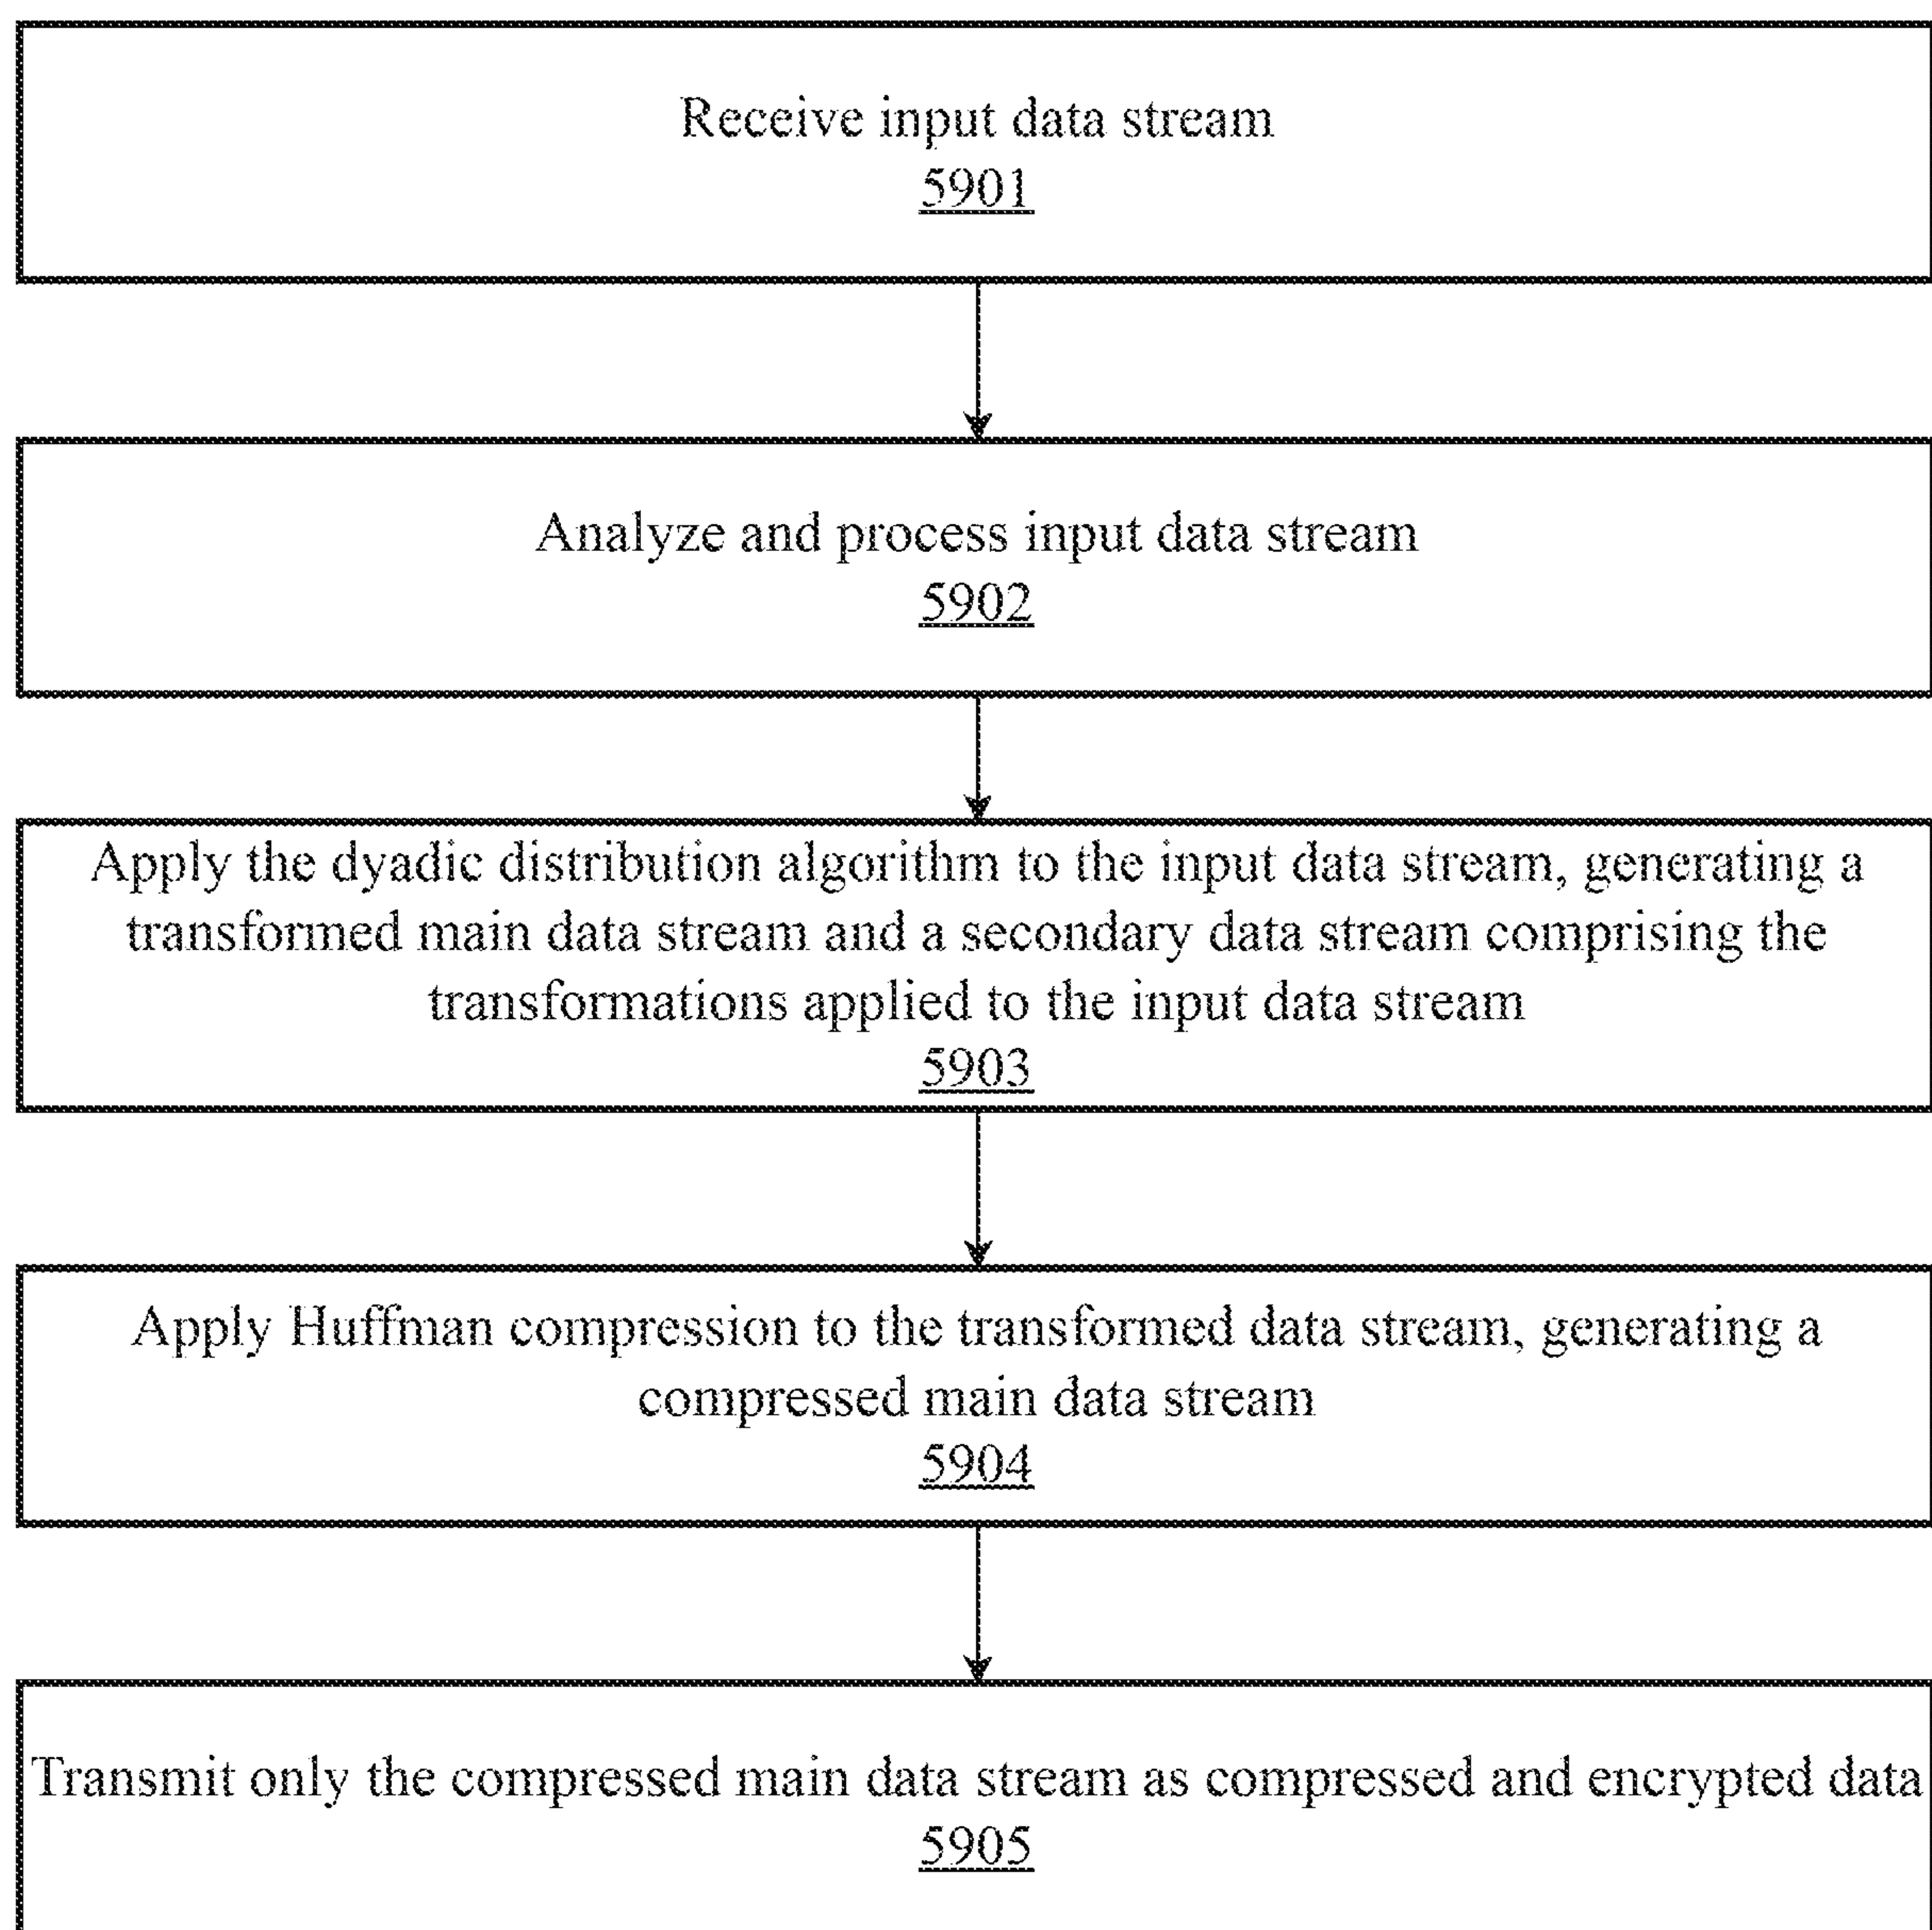 Receive input data stream
5901
Analyze and process input data stream
5902
Apply the dyadic distribution algorithm to the input data stream, generating a
transformed main data stream and a secondary data stream comprising the
transformations applied to the input data stream
5903
Apply Huffman compression to the transformed data stream, generating a
compressed main data stream
5904
Transmit only the compressed main data stream as compressed and encrypted data
5905